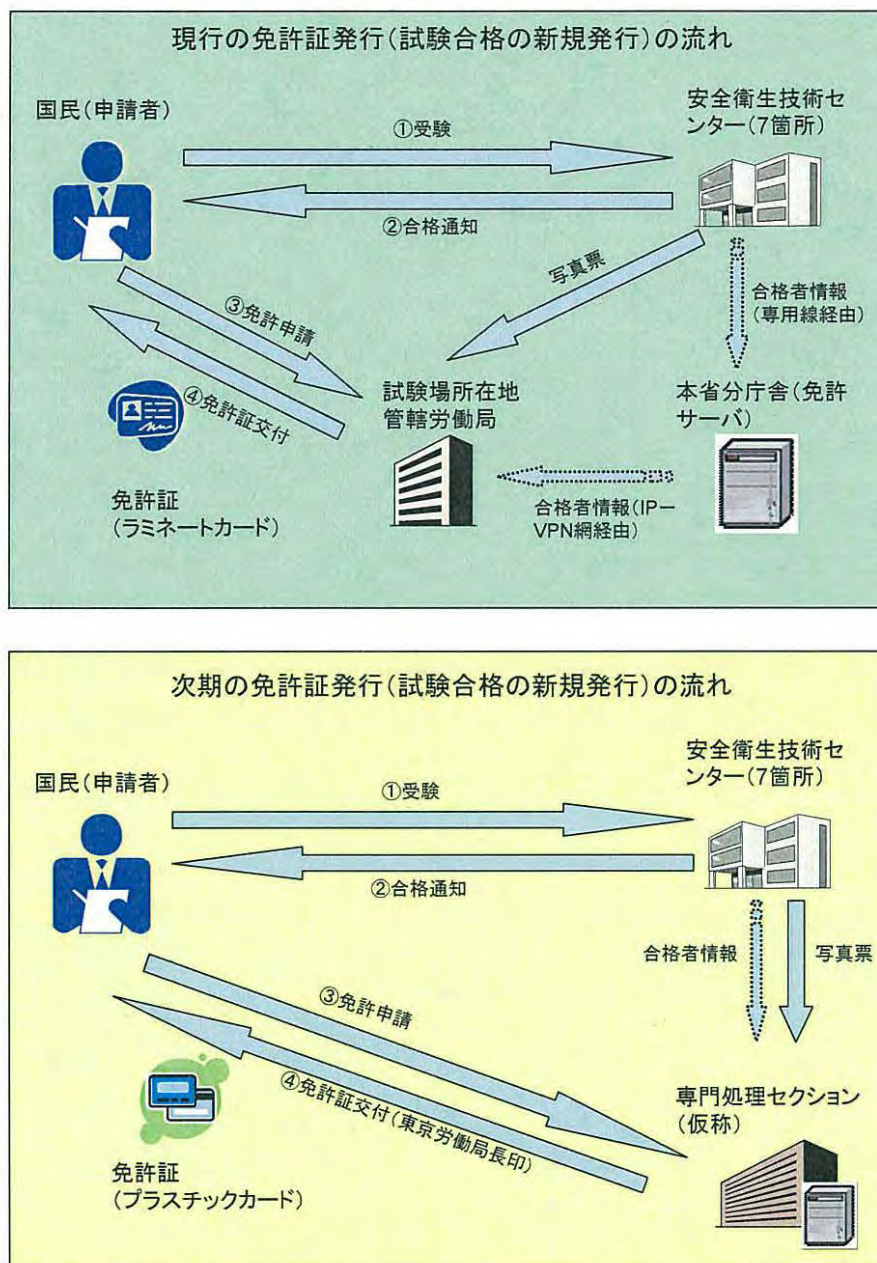 現行の免許証発行(試験合格の新規発行)の流れ
国民(申請者)
安全衛生技術セ
ンター(7箇所)
①受験
②合格通知
写真票
合格者情報
(専用線経由)
③免許申請
④免許証交付
試験場所在地
管轄労働局
本省分庁舎(免許
サーバ)
免許証
(ラミネートカード)
合格者情報(IP-
VPN網経由)
次期の免許証発行(試験合格の新規発行)の流れ
国民(申請者)
安全衛生技術セ
ンター(7箇所)
①受験
②合格通知
合格者情報
写真票
③免許申請
④免許証交付(東京労働局長印)
専門処理セクション
(仮称)
免許証
(プラスチックカード)